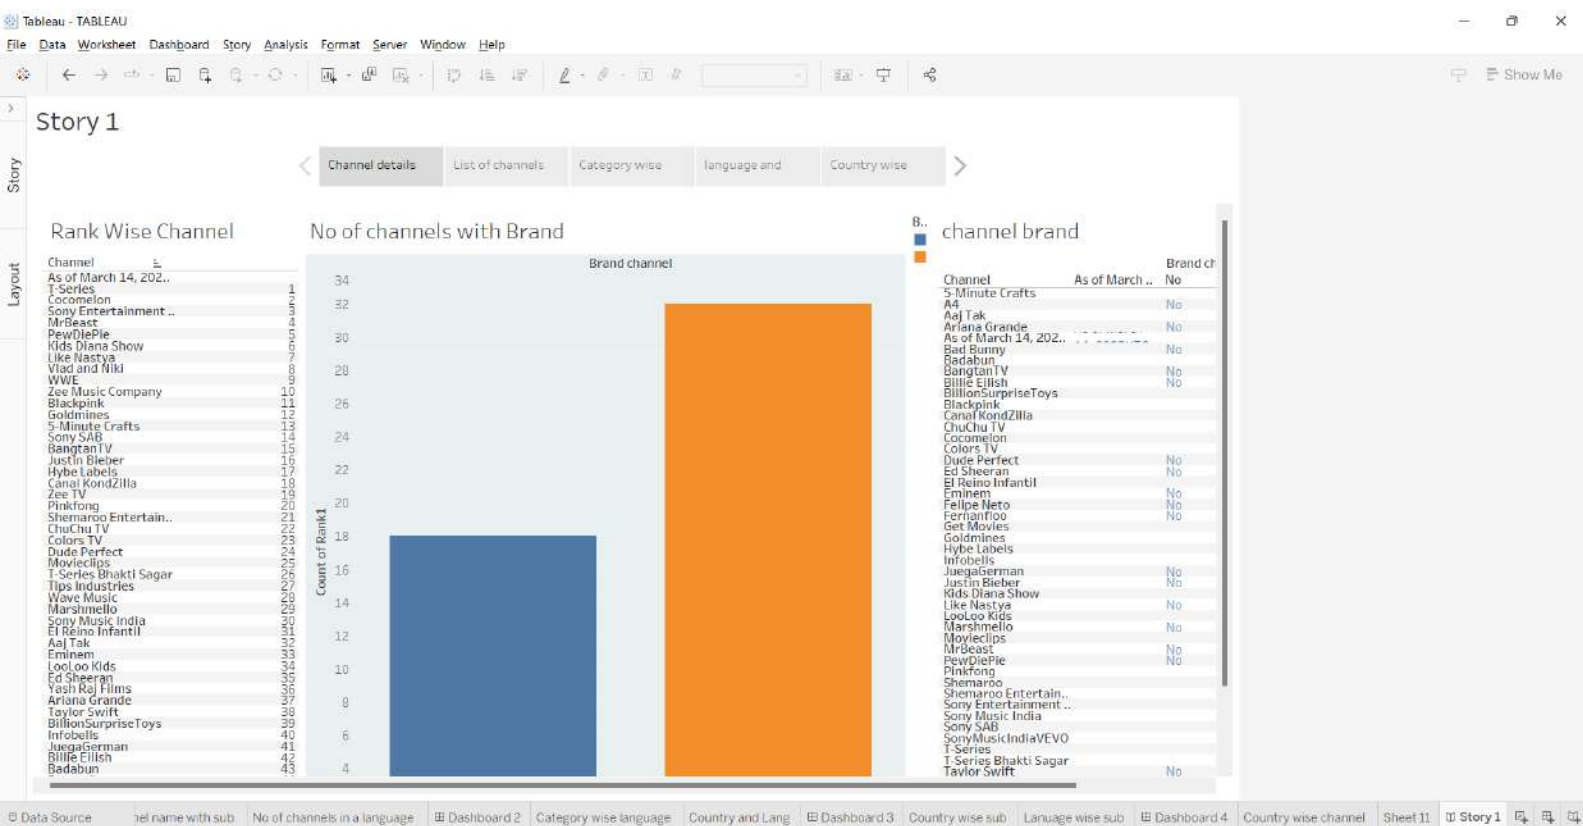 Tableau - TABLEAU
File Data Worksheet Dashboard Story Analysis Format Server Window Help
Show Me
Story 1
Story
Layout
Channel details
List of channels
Category wise
language and
Country wise
Rank Wise Channel
Channel
As of March 14, 202..
T-Series 1
Cocomelon 2
Sony Entertainment .. 3
MrBeast 4
PewDiePie 5
Kids Diana Show 6
Like Nastya 7
Vlad and Niki 8
WWE 9
Zee Music Company 10
Blackpink 11
Goldmines 12
5-Minute Crafts 13
Sony SAB 14
BangtanTV 15
Justin Bieber 16
Hybe Labels 17
Canal KondZilla 18
Zee TV 19
Pinkfong 20
Shemaroo Entertain.. 21
ChuChu TV 22
Colors TV 23
Dude Perfect 24
Movieclips 25
T-Series Bhakti Sagar 26
Tips Industries 27
Wave Music 28
Marshmello 29
Sony Music India 30
El Reino Infantil 31
Aaj Tak 32
Eminem 33
LooLoo Kids 34
Ed Sheeran 35
Yash Raj Films 36
Ariana Grande 37
Taylor Swift 38
BillionSurpriseToys 39
Infobells 40
JuegaGerman 41
Billie Eilish 42
Badabun 43
No of channels with Brand
Brand channel
34
32
30
28
26
24
22
20
18
16
14
12
10
8
6
4
Count of Rank1
B..
channel brand
Brand ch
Channel As of March .. No
5-Minute Crafts
A4 No
Aaj Tak
Ariana Grande No
As of March 14, 202..
Bad Bunny No
Badabun
BangtanTV No
Billie Eilish No
BillionSurpriseToys
Blackpink
Canal KondZilla
ChuChu TV
Cocomelon
Colors TV
Dude Perfect No
Ed Sheeran No
El Reino Infantil
Eminem No
Felipe Neto No
Fernanfloo No
Get Movies
Goldmines
Hybe Labels
Infobells
JuegaGerman No
Justin Bieber No
Kids Diana Show
Like Nastya No
LooLoo Kids
Marshmello No
Movieclips
MrBeast No
PewDiePie No
Pinkfong
Shemaroo
Shemaroo Entertain..
Sony Entertainment ..
Sony Music India
Sony SAB
SonyMusicIndiaVEVO
T-Series
T-Series Bhakti Sagar
Taylor Swift No
Data Source
nel name with sub
No of channels in a language
Dashboard 2
Category wise language
Country and Lang
Dashboard 3
Country wise sub
Lanuage wise sub
Dashboard 4
Country wise channel
Sheet 11
Story 1